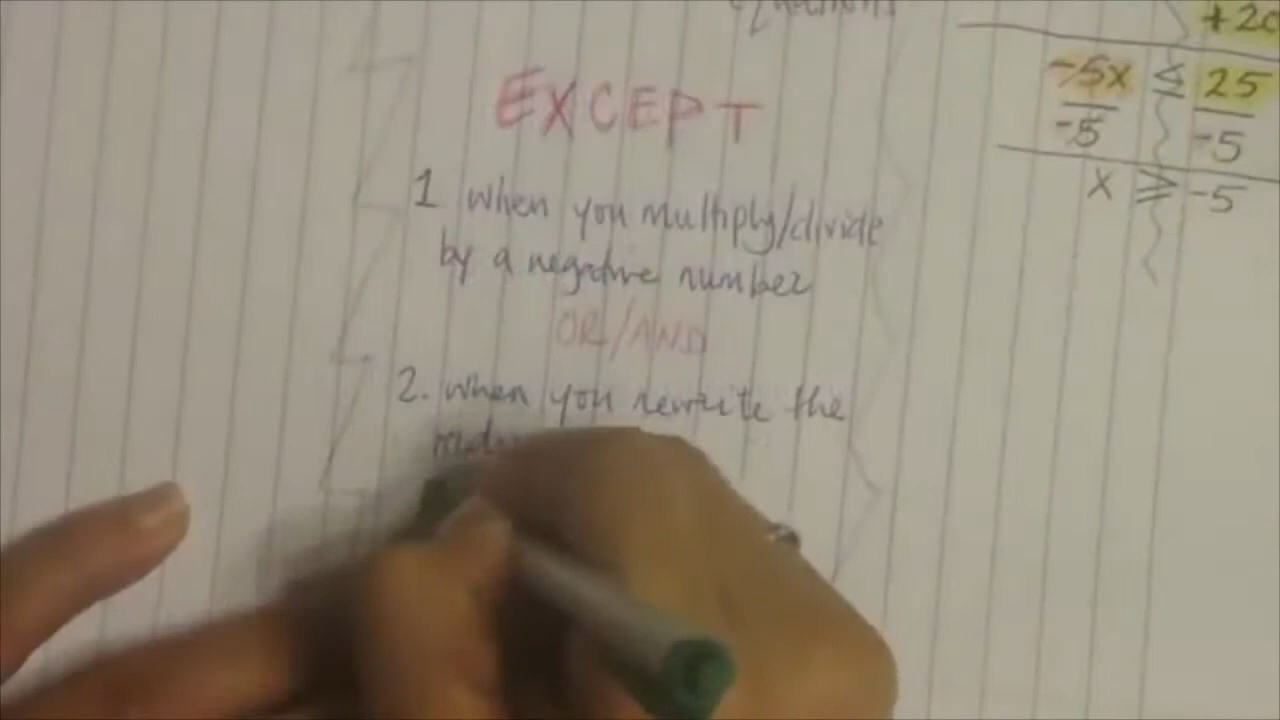 equations
EXCEPT
1 when you multiply/divide
by a negative number
OR/AND
2. when you rewrite the
+20
-5x ≤ 25
-5 -5
x ≥ -5